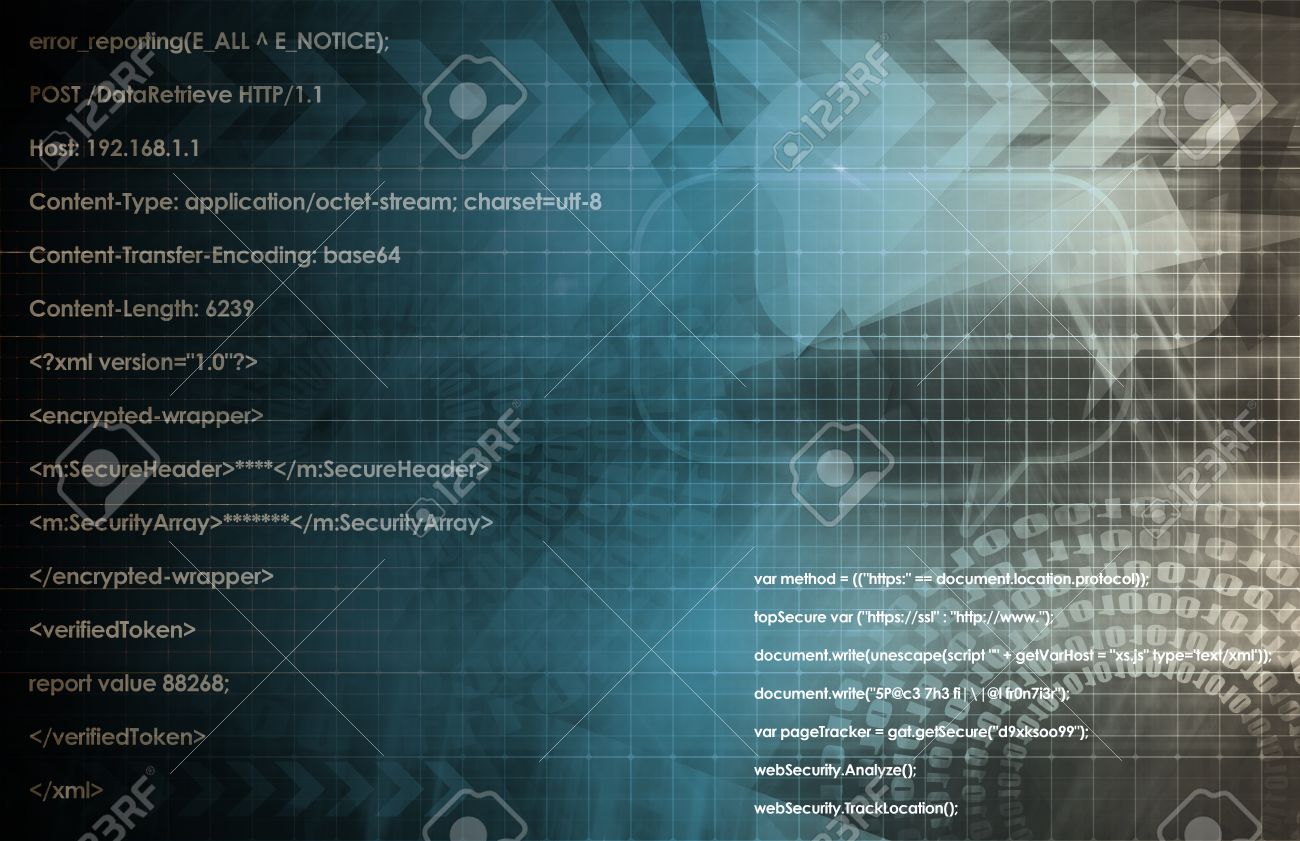 error_reporting(E_ALL ^ E_NOTICE);
POST /DataRetrieve HTTP/1.1
Host: 192.168.1.1
Content-Type: application/octet-stream; charset=utf-8
Content-Transfer-Encoding: base64
Content-Length: 6239
<?xml version="1.0"?>
<encrypted-wrapper>
<m:SecureHeader>****</m:SecureHeader>
<m:SecurityArray>*******</m:SecurityArray>
</encrypted-wrapper>
<verifiedToken>
report value 88268;
</verifiedToken>
</xml>
var method = (("https:" == document.location.protocol));
topSecure var ("https://ssl" : "http://www.");
document.write(unescape(script '"' + getVarHost = "xs.js" type='text/xml"));
document.write("5P@c3 7h3 fi|\|@l fr0n7i3r");
var pageTracker = gat.getSecure("d9xksoo99");
webSecurity.Analyze();
webSecurity.TrackLocation();
123RF
123RF
123RF
123RF
123RF
123RF